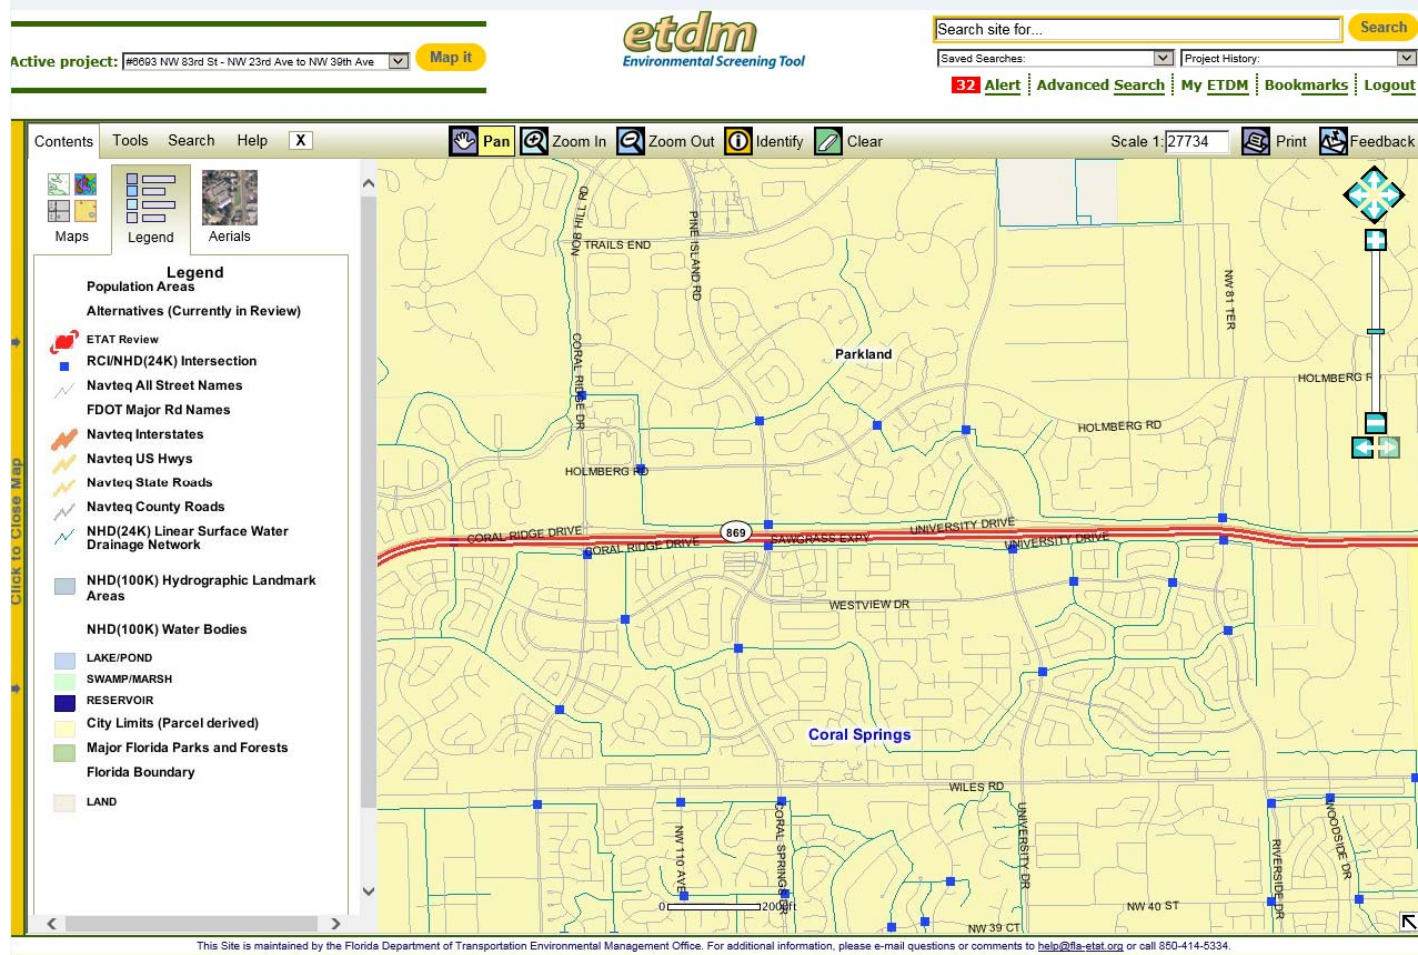 etdm
Environmental Screening Tool
Active project: #6693 NW 83rd St - NW 23rd Ave to NW 39th Ave
Map it
Search site for...
Search
Saved Searches:
Project History:
32 Alert
Advanced Search
My ETDM
Bookmarks
Logout
Contents
Tools
Search
Help
X
Pan
Zoom In
Zoom Out
Identify
Clear
Scale 1: 27734
Print
Feedback
Click to Close Map
Maps
Legend
Aerials
Legend
Population Areas
Alternatives (Currently in Review)
ETAT Review
RCI/NHD(24K) Intersection
Navteq All Street Names
FDOT Major Rd Names
Navteq Interstates
Navteq US Hwys
Navteq State Roads
Navteq County Roads
NHD(24K) Linear Surface Water
Drainage Network
NHD(100K) Hydrographic Landmark
Areas
NHD(100K) Water Bodies
LAKE/POND
SWAMP/MARSH
RESERVOIR
City Limits (Parcel derived)
Major Florida Parks and Forests
Florida Boundary
LAND
NOB HILL RD
TRAILS END
PINE ISLAND RD
NW 81 TER
CORAL RIDGE DR
Parkland
HOLMBERG RD
HOLMBERG RD
HOLMBERG RD
CORAL RIDGE DRIVE
869
UNIVERSITY DRIVE
CORAL RIDGE DRIVE
SAWGRASS EXPY
UNIVERSITY DRIVE
WESTVIEW DR
Coral Springs
WILES RD
NW 110 AVE
CORAL SPRINGS DR
UNIVERSITY DR
RIVERSIDE DR
WOODSIDE DR
0
2000ft
NW 40 ST
NW 39 CT
This Site is maintained by the Florida Department of Transportation Environmental Management Office. For additional information, please e-mail questions or comments to help@fla-etat.org or call 850-414-5334.